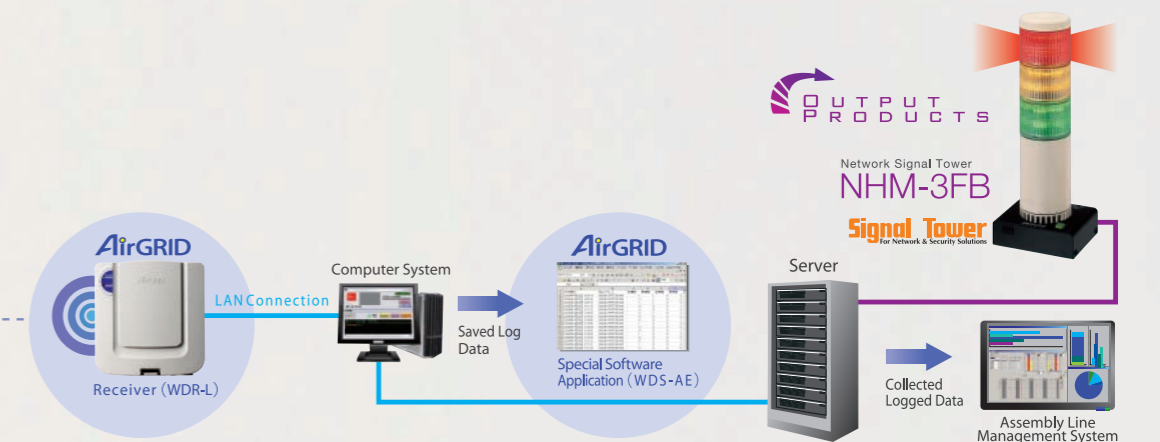 OUTPUT
PRODUCTS
Network Signal Tower
NHM-3FB
Signal Tower
For Network & Security Solutions
AirGRID
Receiver (WDR-L)
LAN Connection
Computer System
Saved Log
Data
AirGRID
Special Software
Application (WDS-AE)
Server
Collected
Logged Data
Assembly Line
Management System